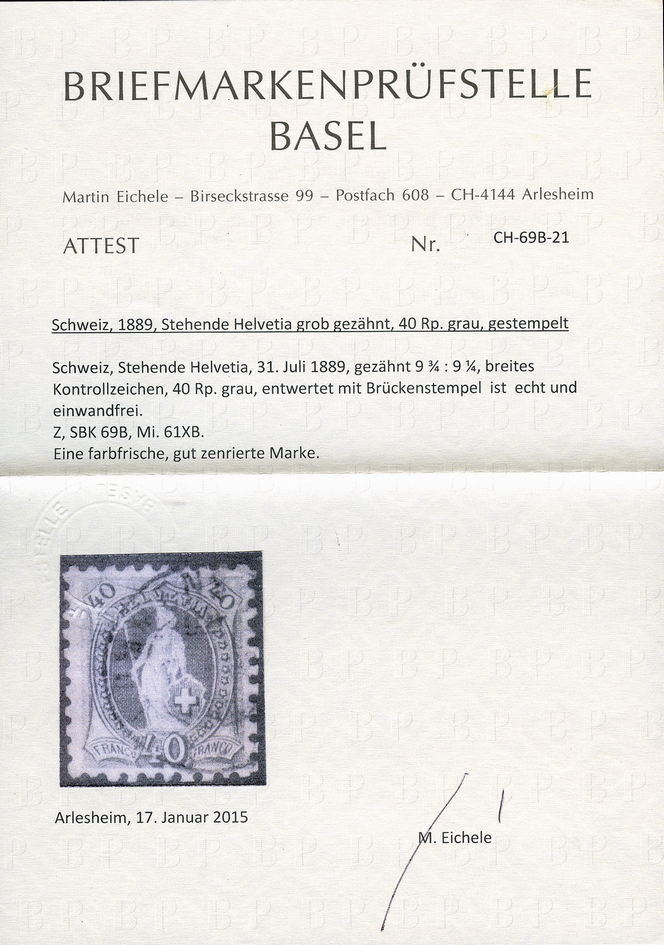 BRIEFMARKENPRÜFSTELLE
BASEL
Martin Eichele – Birseckstrasse 99 – Postfach 608 – CH-4144 Arlesheim
ATTEST Nr. CH-69B-21
Schweiz, 1889, Stehende Helvetia grob gezähnt, 40 Rp. grau, gestempelt
Schweiz, Stehende Helvetia, 31. Juli 1889, gezähnt 9 ¾ : 9 ¼, breites
Kontrollzeichen, 40 Rp. grau, entwertet mit Brückenstempel ist echt und
einwandfrei.
Z, SBK 69B, Mi. 61XB.
Eine farbfrische, gut zenrierte Marke.
40 40
HELVETIA
FRANCO 40 FRANCO
Arlesheim, 17. Januar 2015
M. Eichele